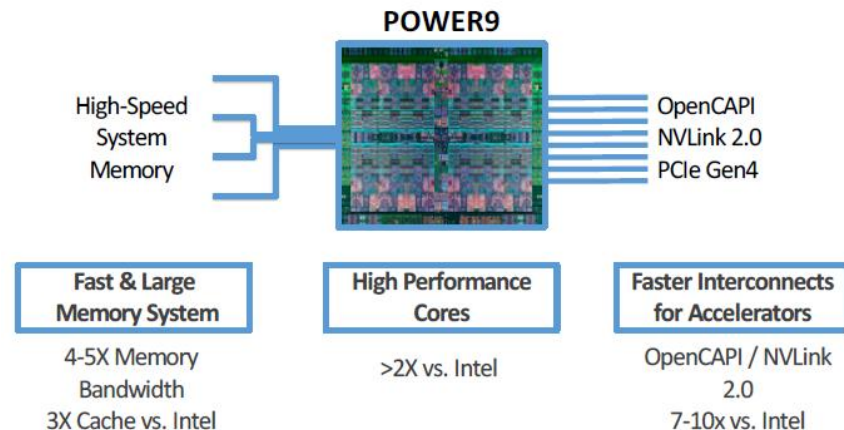 POWER9
High-Speed
System
Memory
OpenCAPI
NVLink 2.0
PCIe Gen4
Fast & Large
Memory System
4-5X Memory
Bandwidth
3X Cache vs. Intel
High Performance
Cores
>2X vs. Intel
Faster Interconnects
for Accelerators
OpenCAPI / NVLink
2.0
7-10x vs. Intel